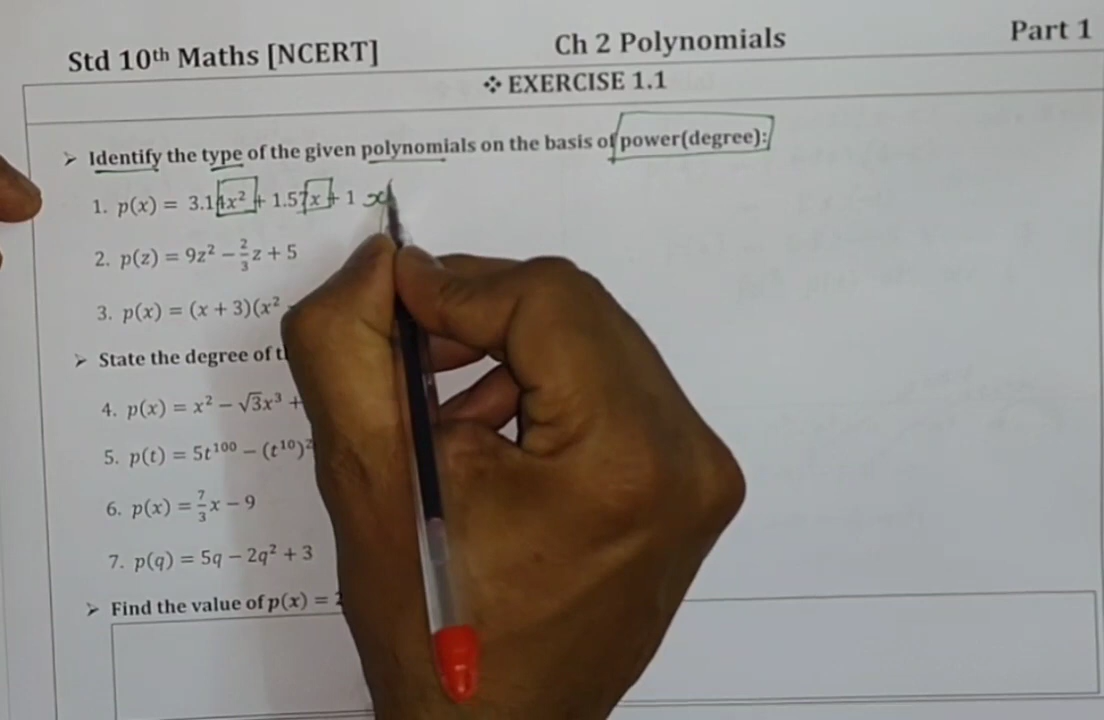 Std 10th Maths [NCERT] Ch 2 Polynomials Part 1
❖ EXERCISE 1.1
➢ Identify the type of the given polynomials on the basis of power(degree):
1. p(x) = 3.14x² + 1.57x + 1 x
2. p(z) = 9z² − 2/3 z + 5
3. p(x) = (x + 3)(x²
➢ State the degree of
4. p(x) = x² − √3x³ +
5. p(t) = 5t¹⁰⁰ − (t¹⁰)
6. p(x) = 7/3 x − 9
7. p(q) = 5q − 2q² + 3
➢ Find the value of p(x) =